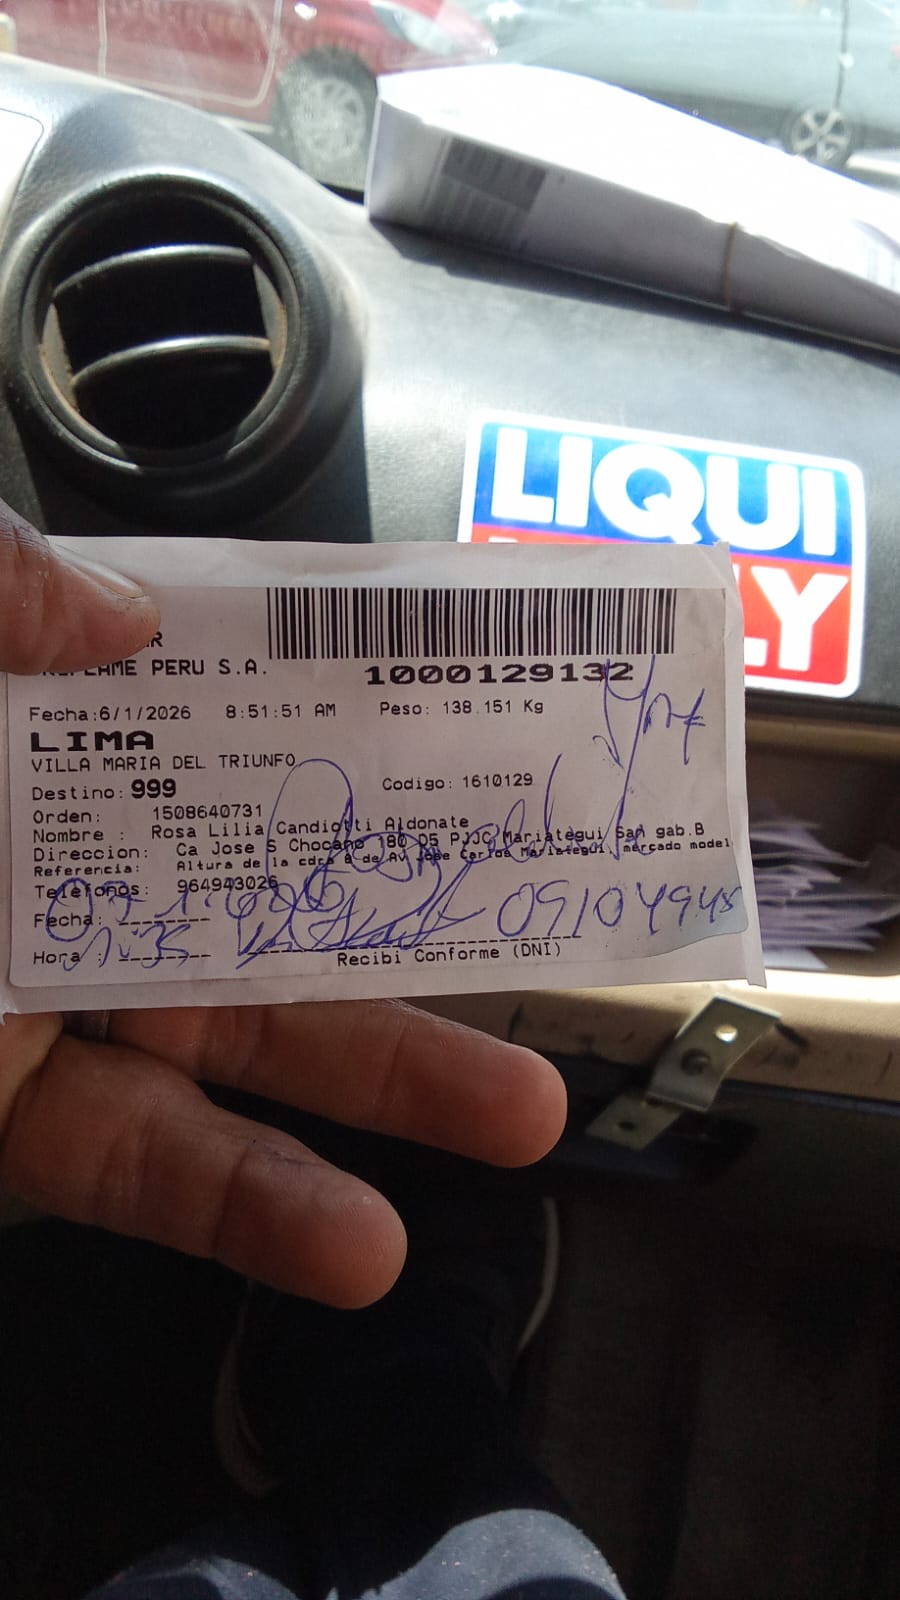 LIQUI
LY
R
PERU S.A.
1000129132
Fecha:6/1/2026 8:51:51 AM Peso: 138.151 Kg
LIMA
VILLA MARIA DEL TRIUNFO
Destino: 999 Codigo: 1610129
Orden: 1508640731
Nombre : Rosa Lilia Candiotti Aldonate
Direccion: Ca Jose S Chocano 180 D5 PJJC Mariategui San gab.B
Referencia: Altura de la cdra 8 de Av Jose Carlos Mariategui, mercado model
Telefonos: 964943026
Fecha:
09104948
Hora :
Recibi Conforme (DNI)